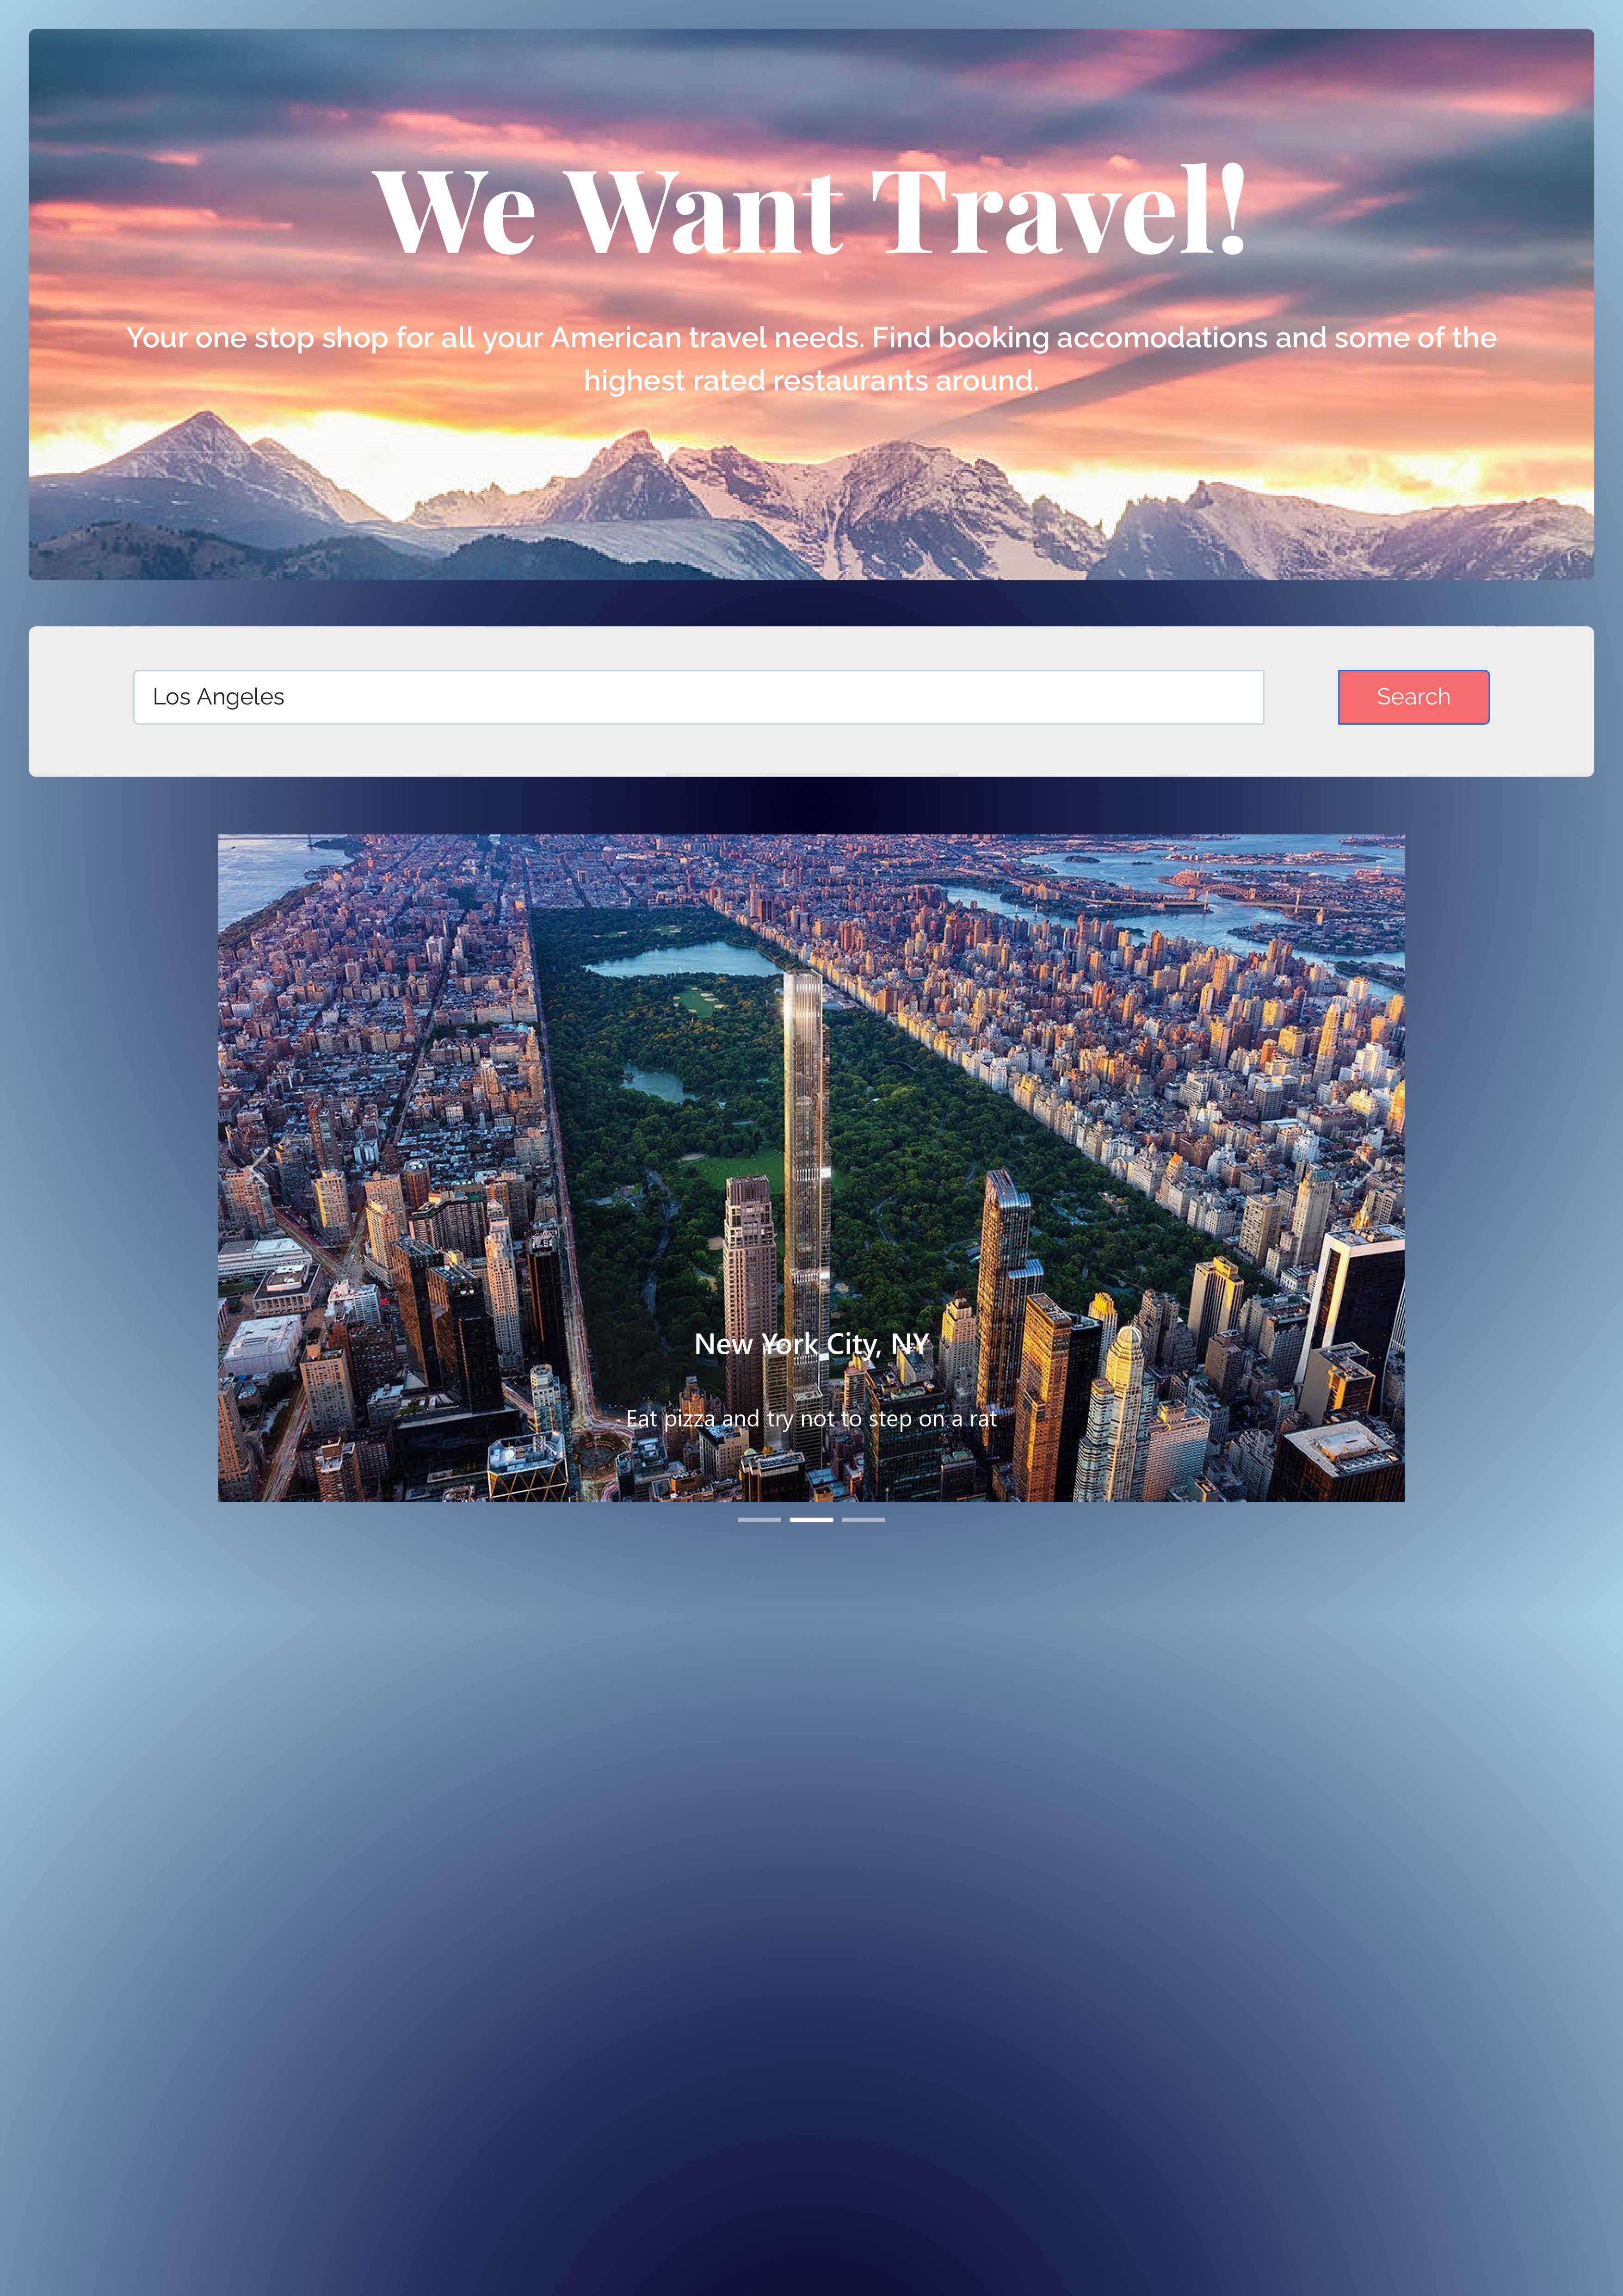 We Want Travel!
Your one stop shop for all your American travel needs. Find booking accomodations and some of the
highest rated restaurants around.
Los Angeles
Search
New York City, NY
Eat pizza and try not to step on a rat